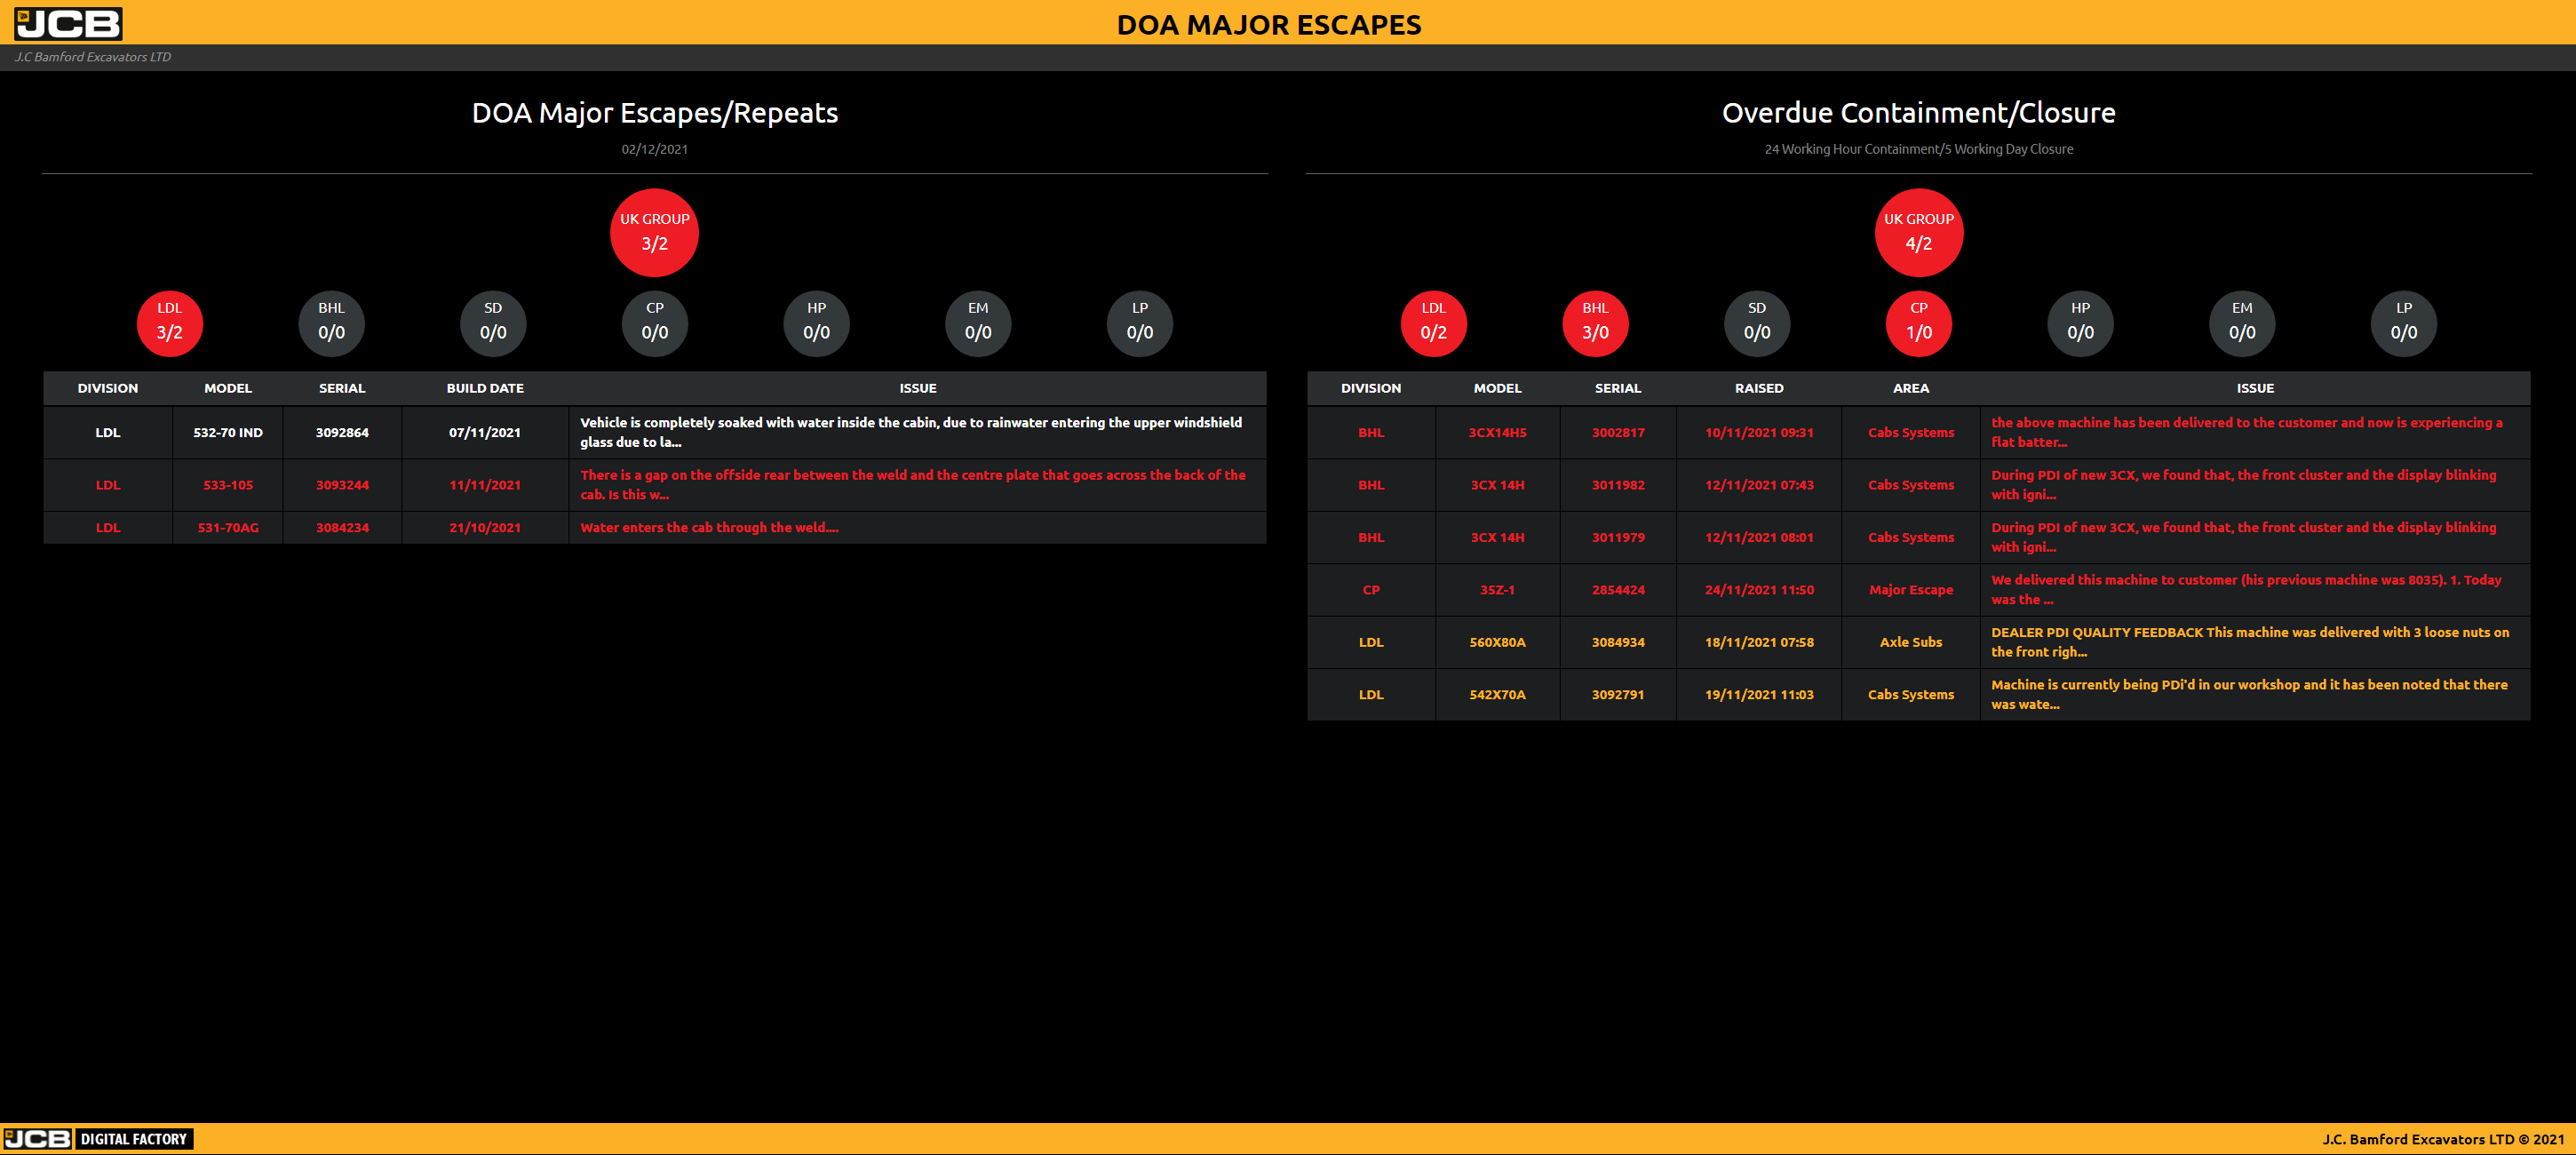 JCB
DOA MAJOR ESCAPES
J.C Bamford Excavators LTD
DOA Major Escapes/Repeats
02/12/2021
UK GROUP
3/2
LDL BHL SD CP HP EM LP
3/2 0/0 0/0 0/0 0/0 0/0 0/0
DIVISION MODEL SERIAL BUILD DATE ISSUE
LDL 532-70 IND 3092864 07/11/2021 Vehicle is completely soaked with water inside the cabin, due to rainwater entering the upper windshield
glass due to la...
LDL 533-105 3093244 11/11/2021 There is a gap on the offside rear between the weld and the centre plate that goes across the back of the
cab. Is this w...
LDL 531-70AG 3084234 21/10/2021 Water enters the cab through the weld....
Overdue Containment/Closure
24 Working Hour Containment/5 Working Day Closure
UK GROUP
4/2
LDL BHL SD CP HP EM LP
0/2 3/0 0/0 1/0 0/0 0/0 0/0
DIVISION MODEL SERIAL RAISED AREA ISSUE
BHL 3CX14H5 3002817 10/11/2021 09:31 Cabs Systems the above machine has been delivered to the customer and now is experiencing a
flat batter...
BHL 3CX 14H 3011982 12/11/2021 07:43 Cabs Systems During PDI of new 3CX, we found that, the front cluster and the display blinking
with igni...
BHL 3CX 14H 3011979 12/11/2021 08:01 Cabs Systems During PDI of new 3CX, we found that, the front cluster and the display blinking
with igni...
CP 35Z-1 2854424 24/11/2021 11:50 Major Escape We delivered this machine to customer (his previous machine was 8035). 1. Today
was the ...
LDL 560X80A 3084934 18/11/2021 07:58 Axle Subs DEALER PDI QUALITY FEEDBACK This machine was delivered with 3 loose nuts on
the front righ...
LDL 542X70A 3092791 19/11/2021 11:03 Cabs Systems Machine is currently being PDi'd in our workshop and it has been noted that there
was wate...
JCB DIGITAL FACTORY
J.C. Bamford Excavators LTD © 2021